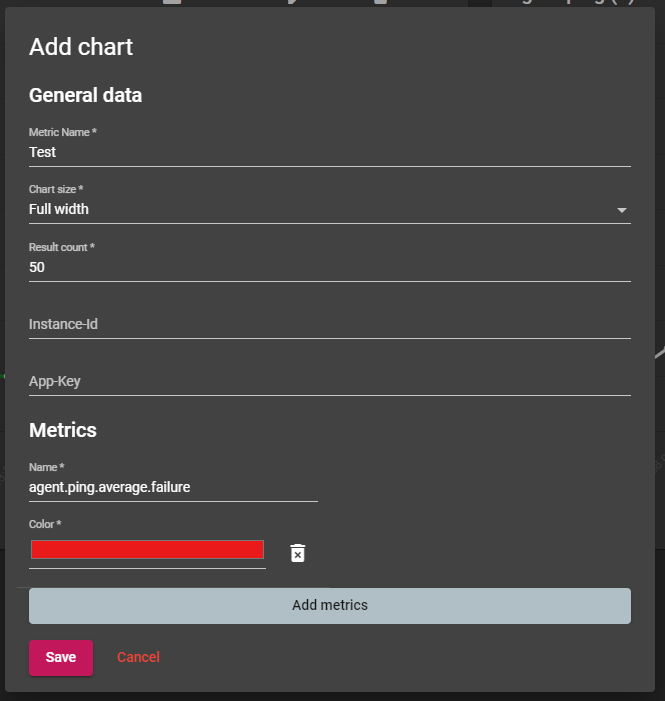 Add chart
General data
Metric Name *
Test
Chart size *
Full width
Result count *
50
Instance-Id
App-Key
Metrics
Name *
agent.ping.average.failure
Color *
Add metrics
Save
Cancel